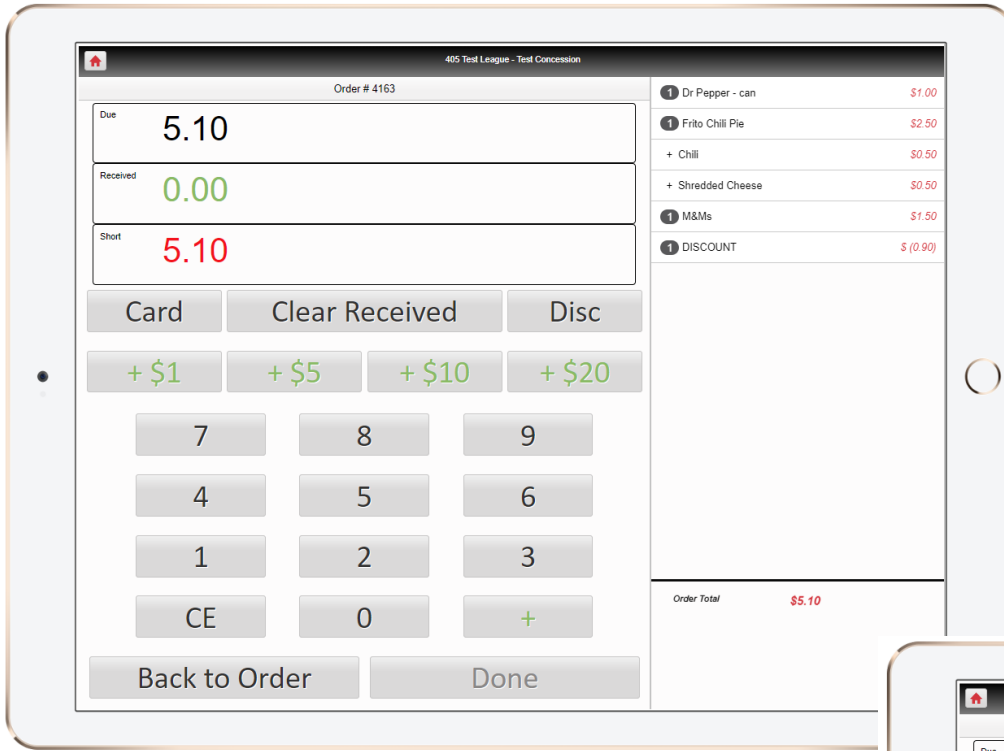 405 Test League - Test Concession
Order # 4163
Due 5.10
Received 0.00
Short 5.10
Card Clear Received Disc
+ $1 + $5 + $10 + $20
7 8 9
4 5 6
1 2 3
CE 0 +
Back to Order Done
1 Dr Pepper - can $1.00
1 Frito Chili Pie $2.50
+ Chili $0.50
+ Shredded Cheese $0.50
1 M&Ms $1.50
1 DISCOUNT $ (0.90)
Order Total $5.10